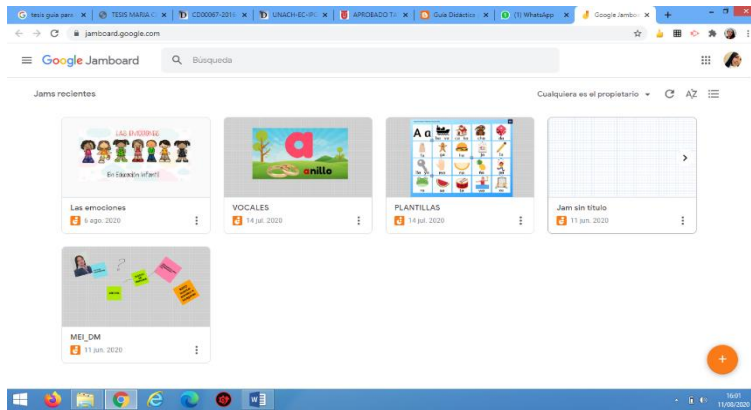 tesis guia para
TESIS MARIA C
CD00067-2018
UNACH-EC-IPG
APROBADO T
Guia Didactica
(1) WhatsApp
Google Jamboa
jamboard.google.com
Google Jamboard
Búsqueda
Jams recientes
Cualquiera es el propietario
AZ
LAS EMOCIONES
En Educación Infantil
Las emociones
6 ago. 2020
a
anillo
VOCALES
14 jul. 2020
A a
PLANTILLAS
14 jul. 2020
Jam sin título
11 jun. 2020
MEI_DM
11 jun. 2020
16:01
11/08/2020